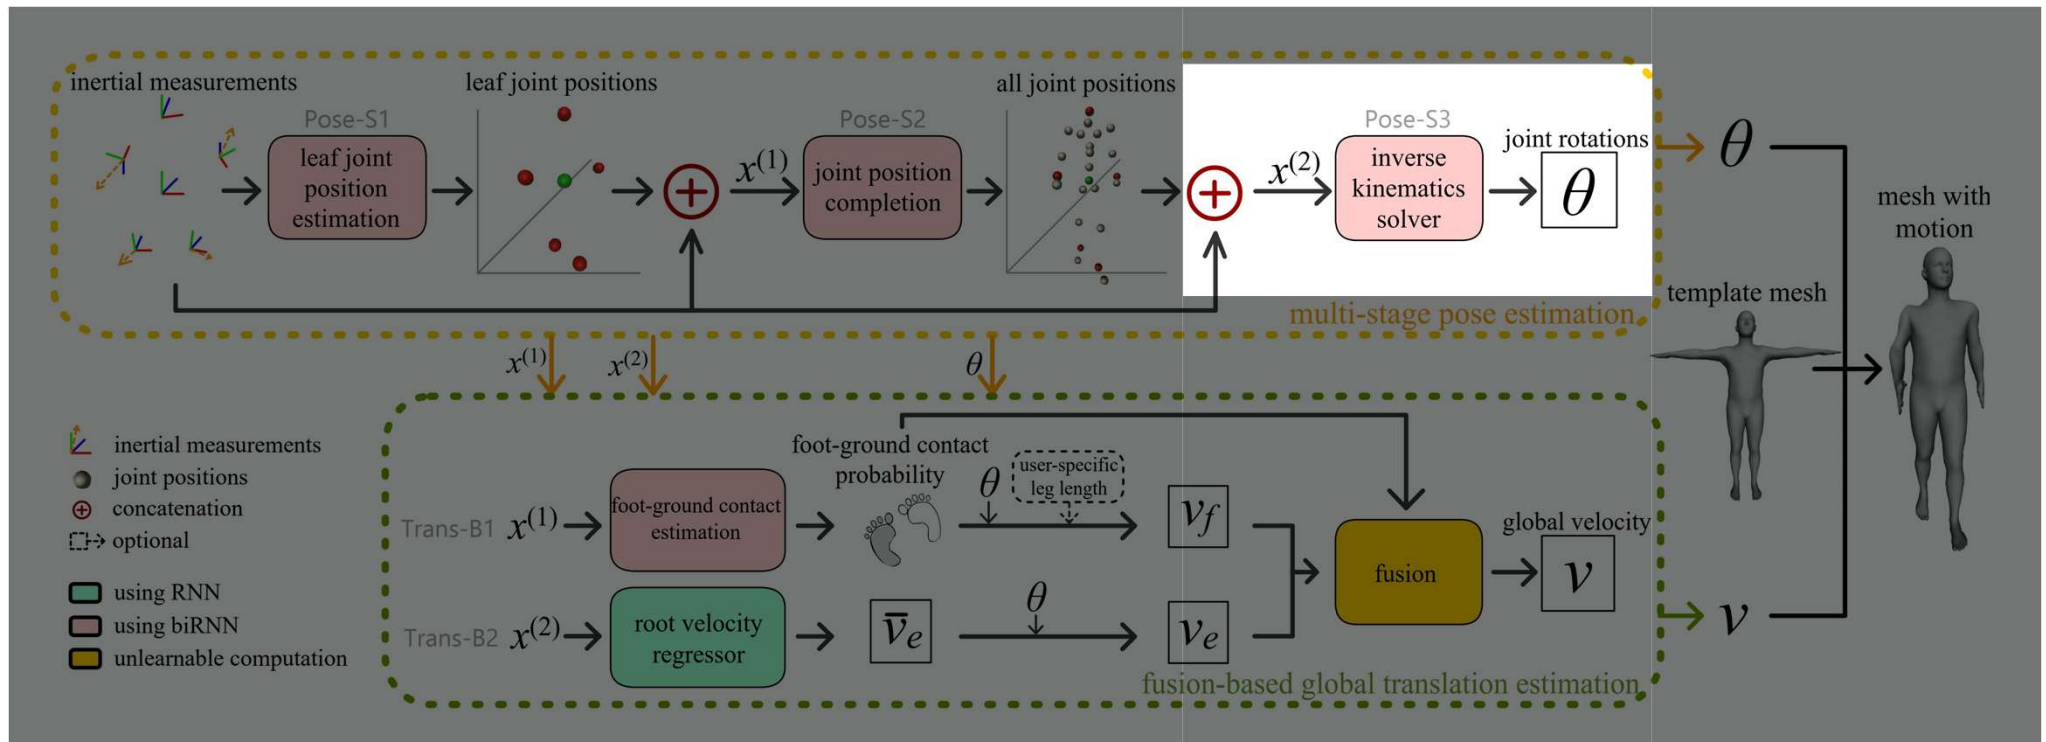 inertial measurements
leaf joint positions
all joint positions
Pose-S1
leaf joint
position
estimation
x(1)
Pose-S2
joint position
completion
x(2)
Pose-S3
inverse
kinematics
solver
joint rotations
θ
θ
mesh with
motion
template mesh
multi-stage pose estimation
x(1)
x(2)
θ
inertial measurements
joint positions
concatenation
optional
using RNN
using biRNN
unlearnable computation
Trans-B1 x(1)
foot-ground contact
estimation
foot-ground contact
probability
θ
user-specific
leg length
vf
Trans-B2 x(2)
root velocity
regressor
v̄e
θ
ve
fusion
global velocity
v
v
fusion-based global translation estimation